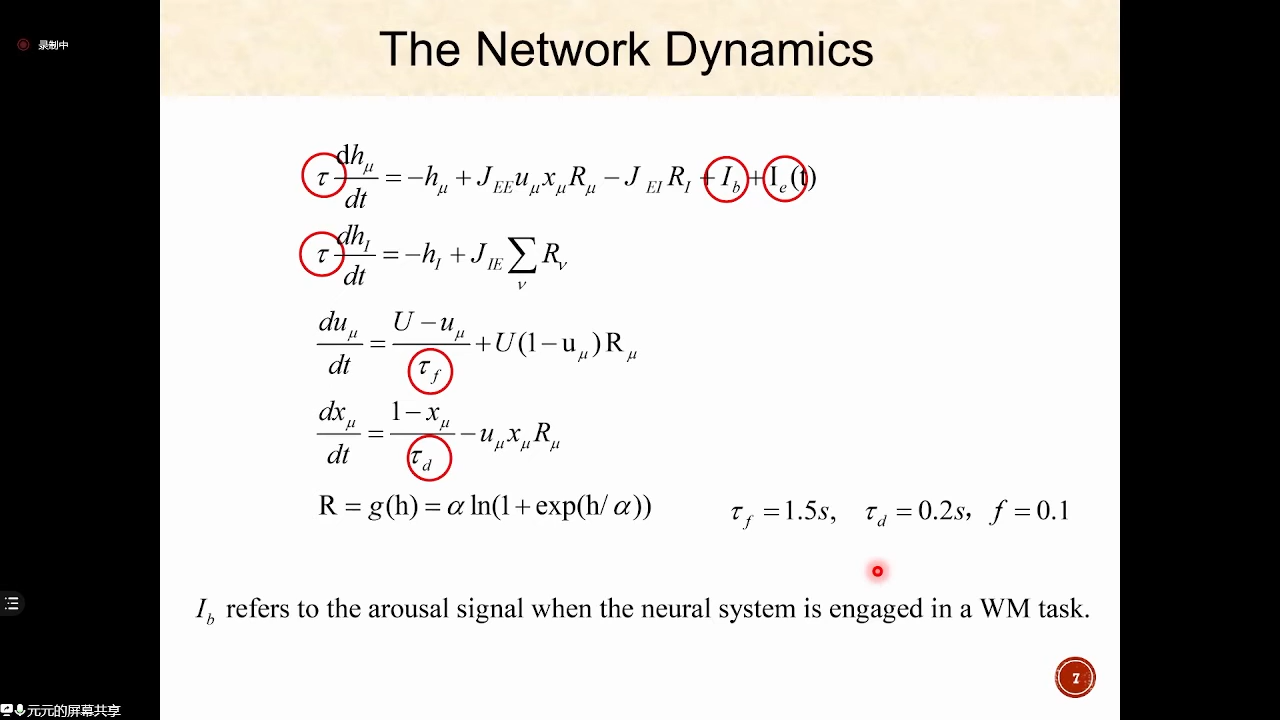 The Network Dynamics
录制中
τ dh_μ/dt = −h_μ + J_EE u_μ x_μ R_μ − J_EI R_I + I_b + I_e(t)
τ dh_I/dt = −h_I + J_IE ∑_ν R_ν
du_μ/dt = (U − u_μ)/τ_f + U(1 − u_μ) R_μ
dx_μ/dt = (1 − x_μ)/τ_d − u_μ x_μ R_μ
R = g(h) = α ln(1 + exp(h/α))
τ_f = 1.5s, τ_d = 0.2s, f = 0.1
I_b refers to the arousal signal when the neural system is engaged in a WM task.
7
元元的屏幕共享